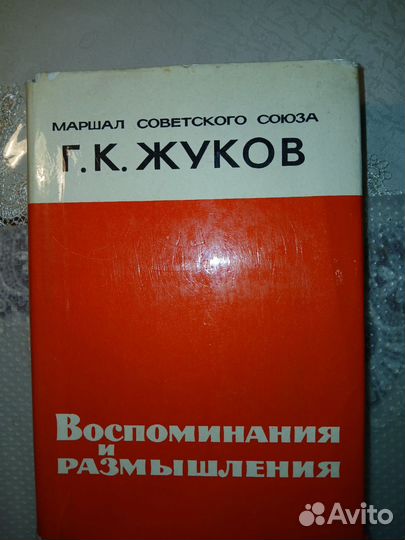 МАРШАЛ СОВЕТСКОГО СОЮЗА
Г.К. ЖУКОВ
Воспоминания
и
размышления
Avito